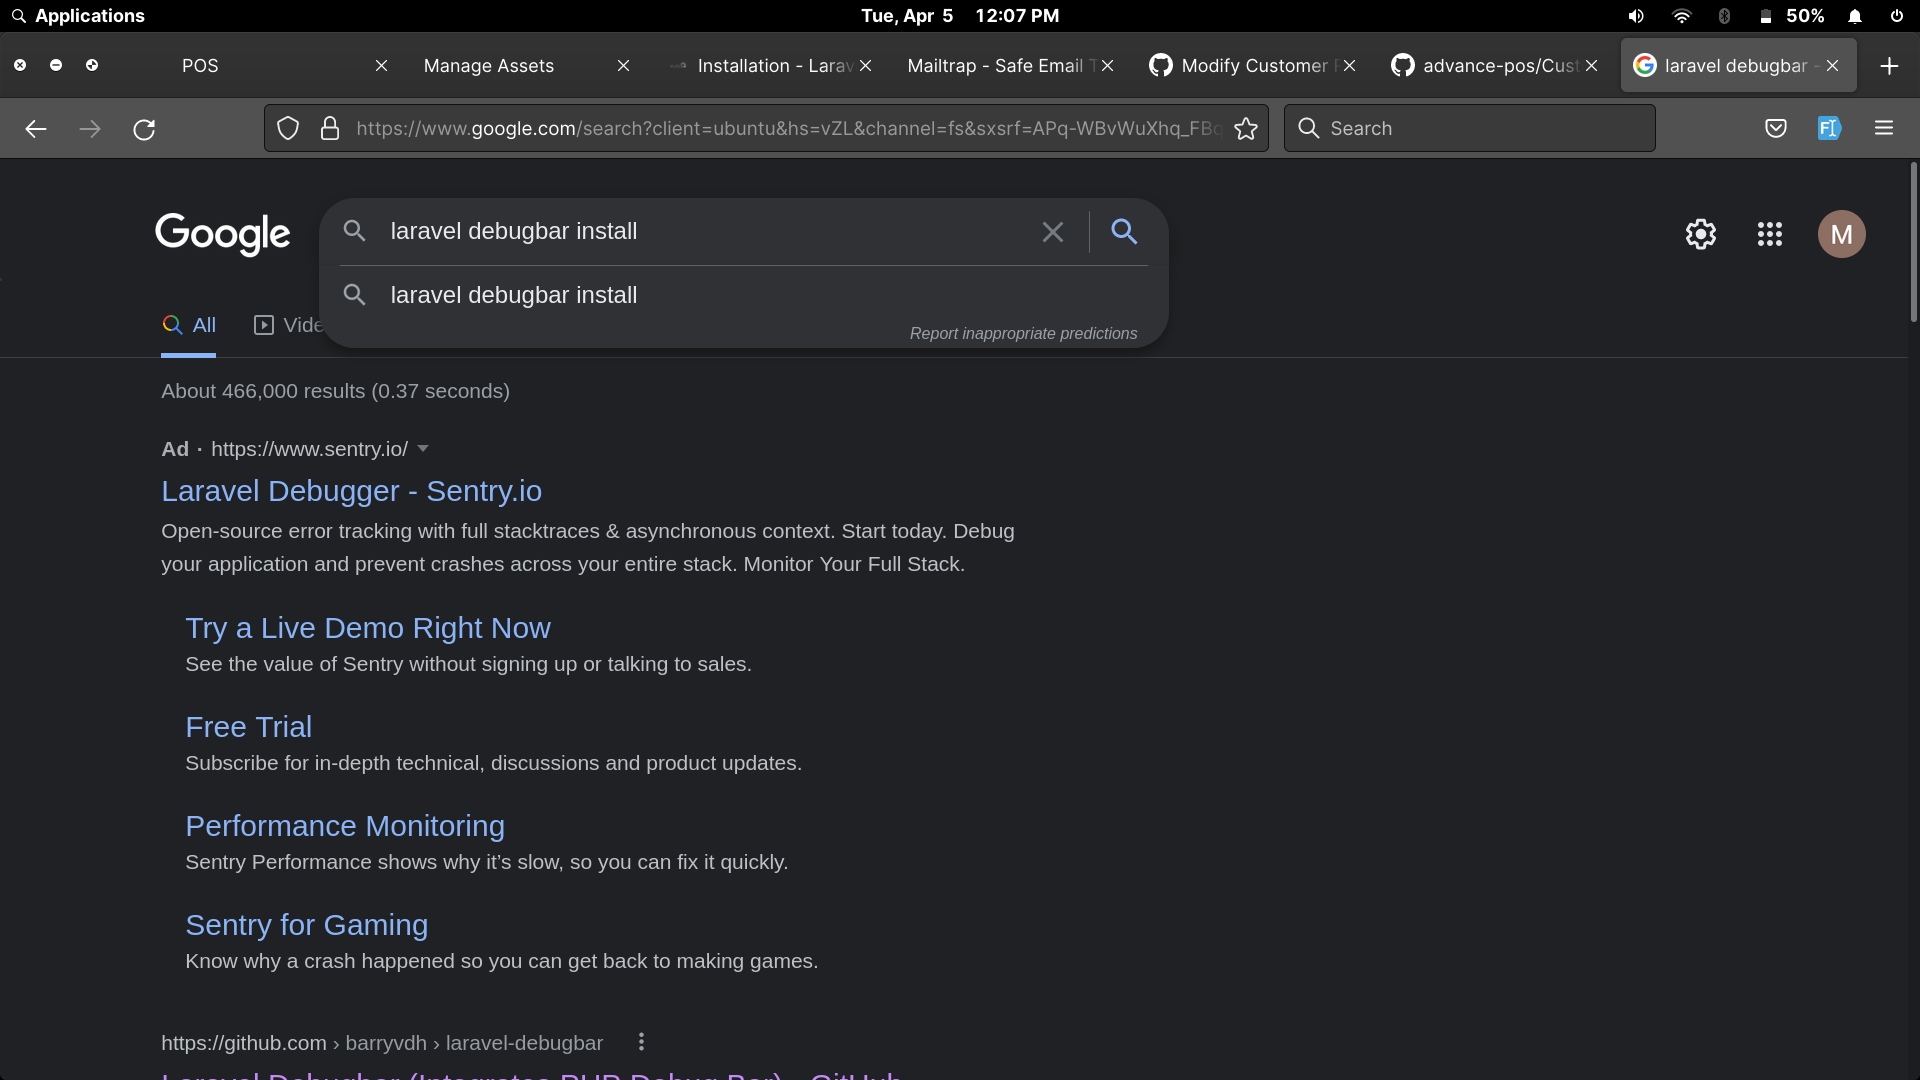 Applications
Tue, Apr 5 12:07 PM
50%
POS
Manage Assets
Installation - Larav
Mailtrap - Safe Email T
Modify Customer
advance-pos/Cust
laravel debugbar -
https://www.google.com/search?client=ubuntu&hs=vZL&channel=fs&sxsrf=APq-WBvWuXhq_FBq
Search
Google
laravel debugbar install
M
laravel debugbar install
Report inappropriate predictions
All
Vide
About 466,000 results (0.37 seconds)
Ad · https://www.sentry.io/
Laravel Debugger - Sentry.io
Open-source error tracking with full stacktraces & asynchronous context. Start today. Debug
your application and prevent crashes across your entire stack. Monitor Your Full Stack.
Try a Live Demo Right Now
See the value of Sentry without signing up or talking to sales.
Free Trial
Subscribe for in-depth technical, discussions and product updates.
Performance Monitoring
Sentry Performance shows why it’s slow, so you can fix it quickly.
Sentry for Gaming
Know why a crash happened so you can get back to making games.
https://github.com › barryvdh › laravel-debugbar
Laravel Debugbar (Integrates PHP Debug Bar) - GitHub